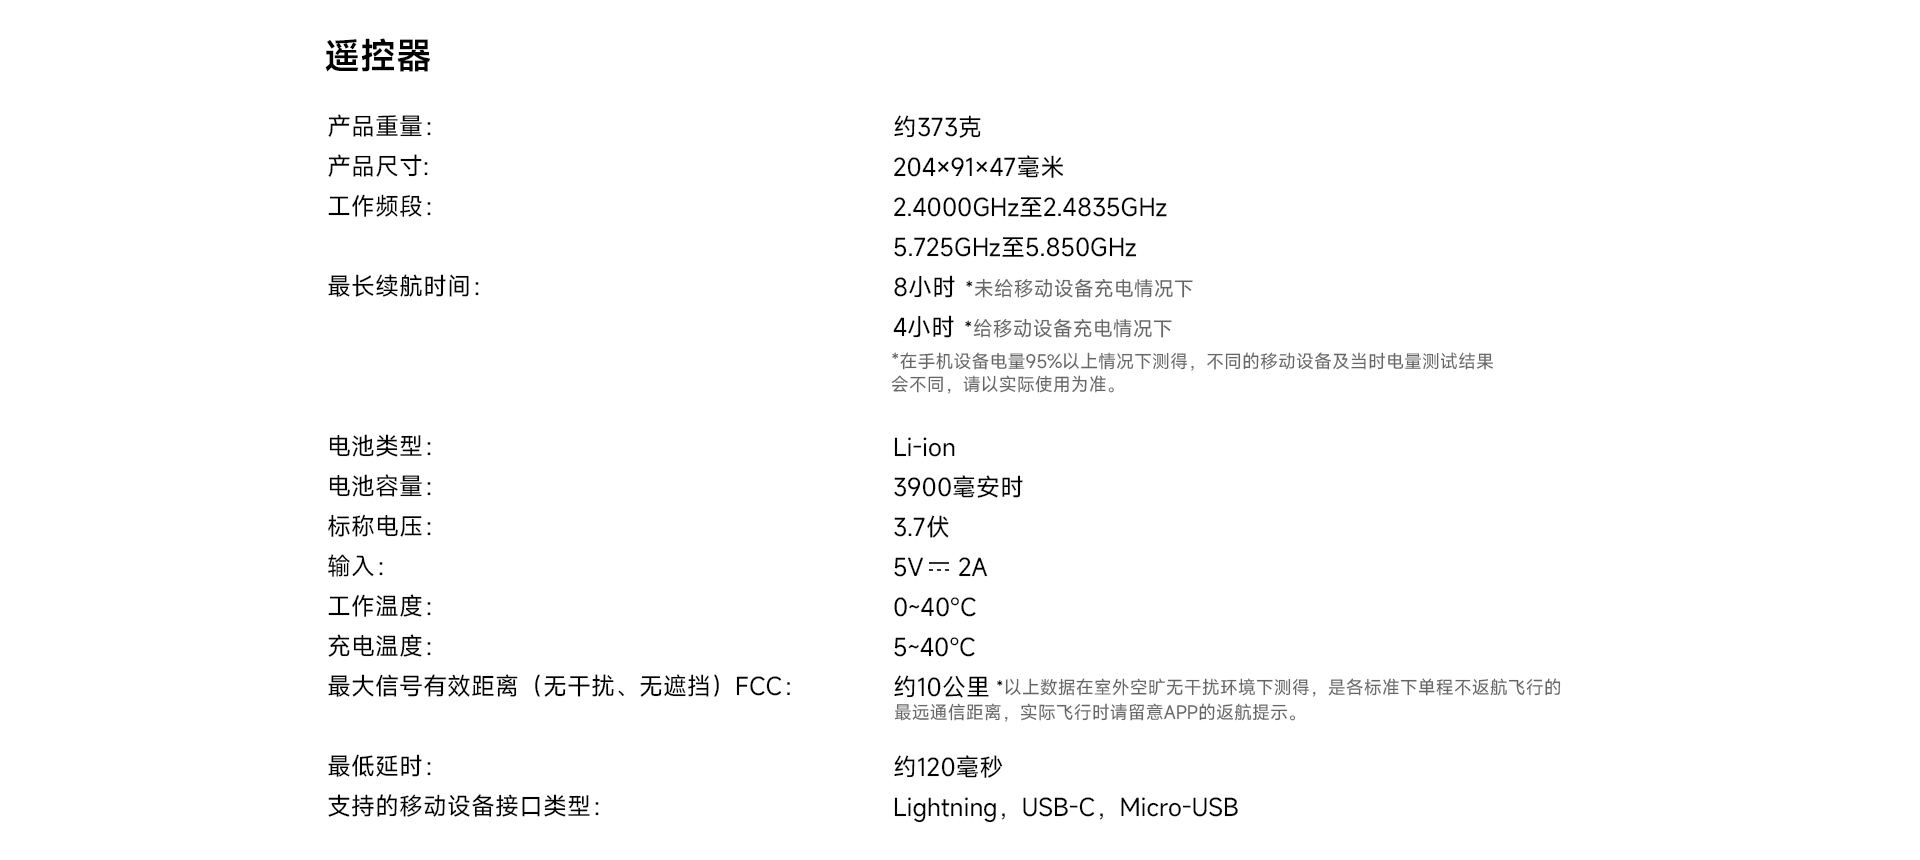 遥控器
产品重量： 约373克
产品尺寸: 204×91×47毫米
工作频段： 2.4000GHz至2.4835GHz
5.725GHz至5.850GHz
最长续航时间： 8小时 *未给移动设备充电情况下
4小时 *给移动设备充电情况下
*在手机设备电量95%以上情况下测得，不同的移动设备及当时电量测试结果
会不同，请以实际使用为准。
电池类型： Li-ion
电池容量： 3900毫安时
标称电压： 3.7伏
输入： 5V⎓ 2A
工作温度： 0~40°C
充电温度： 5~40°C
最大信号有效距离（无干扰、无遮挡）FCC： 约10公里 *以上数据在室外空旷无干扰环境下测得，是各标准下单程不返航飞行的
最远通信距离，实际飞行时请留意APP的返航提示。
最低延时： 约120毫秒
支持的移动设备接口类型： Lightning，USB-C，Micro-USB